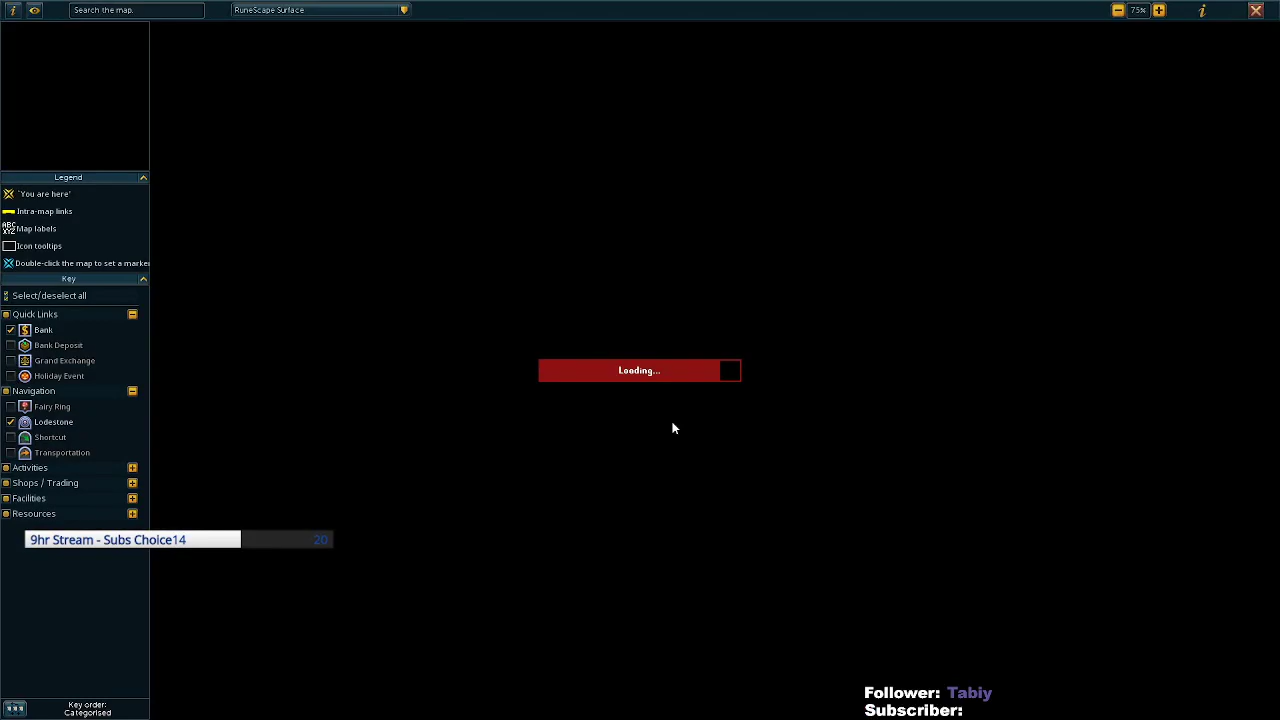 Search the map.
RuneScape Surface
75%
Legend
'You are here'
Intra-map links
ABC
XYZ
Map labels
Icon tooltips
Double-click the map to set a marker
Key
Select/deselect all
Quick Links
Bank
Bank Deposit
Grand Exchange
Holiday Event
Navigation
Fairy Ring
Lodestone
Shortcut
Transportation
Activities
Shops / Trading
Facilities
Resources
9hr Stream - Subs Choice14 20
Key order:
Categorised
Loading...
Follower: Tabiy
Subscriber: